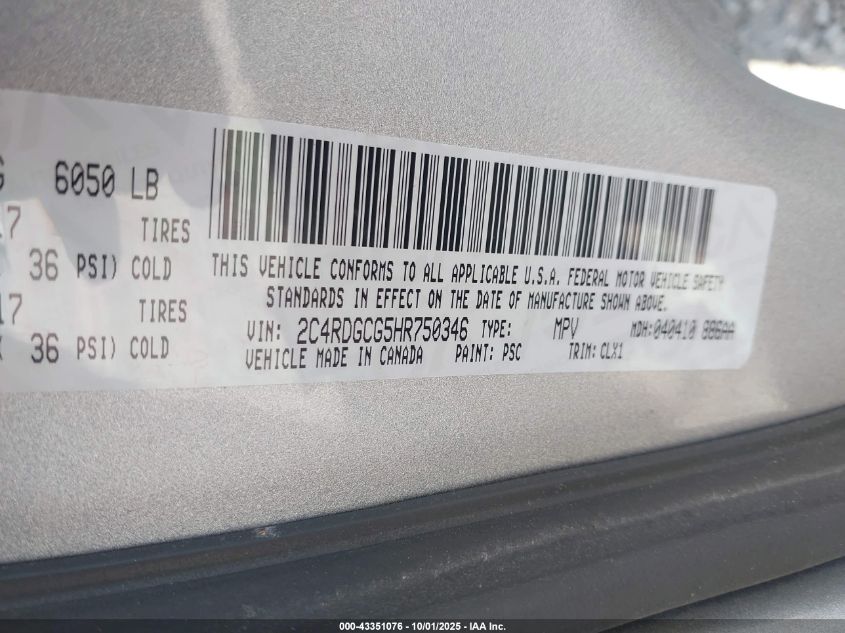 6050 LB
TIRES
36 PSI) COLD
TIRES
36 PSI) COLD
THIS VEHICLE CONFORMS TO ALL APPLICABLE U.S.A. FEDERAL MOTOR VEHICLE SAFETY
STANDARDS IN EFFECT ON THE DATE OF MANUFACTURE SHOWN ABOVE.
VIN: 2C4RDGCG5HR750346 TYPE: MPV MDH:040410 886AA
VEHICLE MADE IN CANADA PAINT: PSC TRIM: CLX1
000-43351076 - 10/01/2025 - IAA Inc.